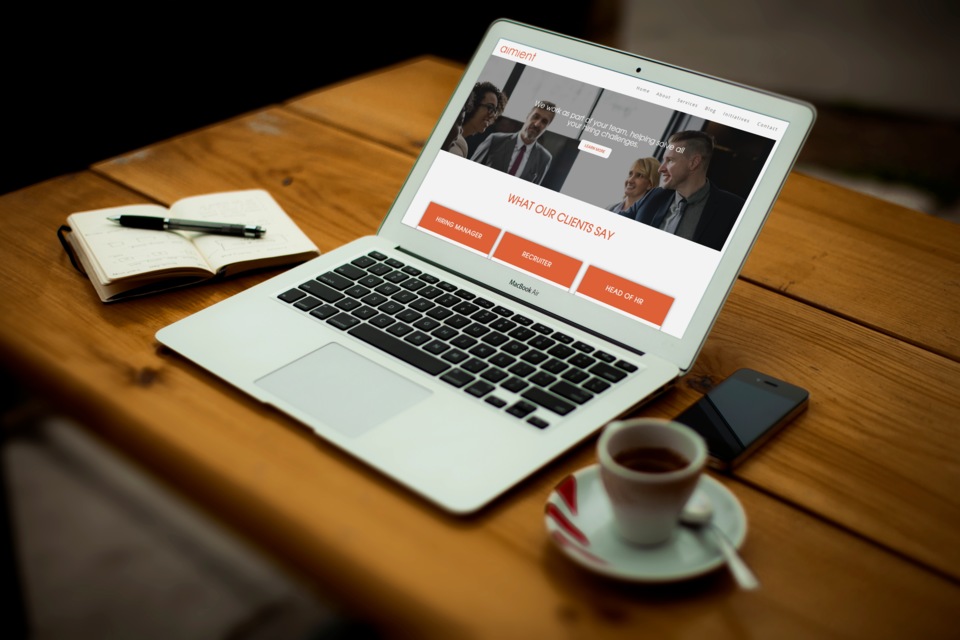 aimient
Home About Services Blog Initiatives Contact
We work as part of your team, helping solve all
your hiring challenges.
LEARN MORE
WHAT OUR CLIENTS SAY
HIRING MANAGER
RECRUITER
HEAD OF HR
MacBook Air